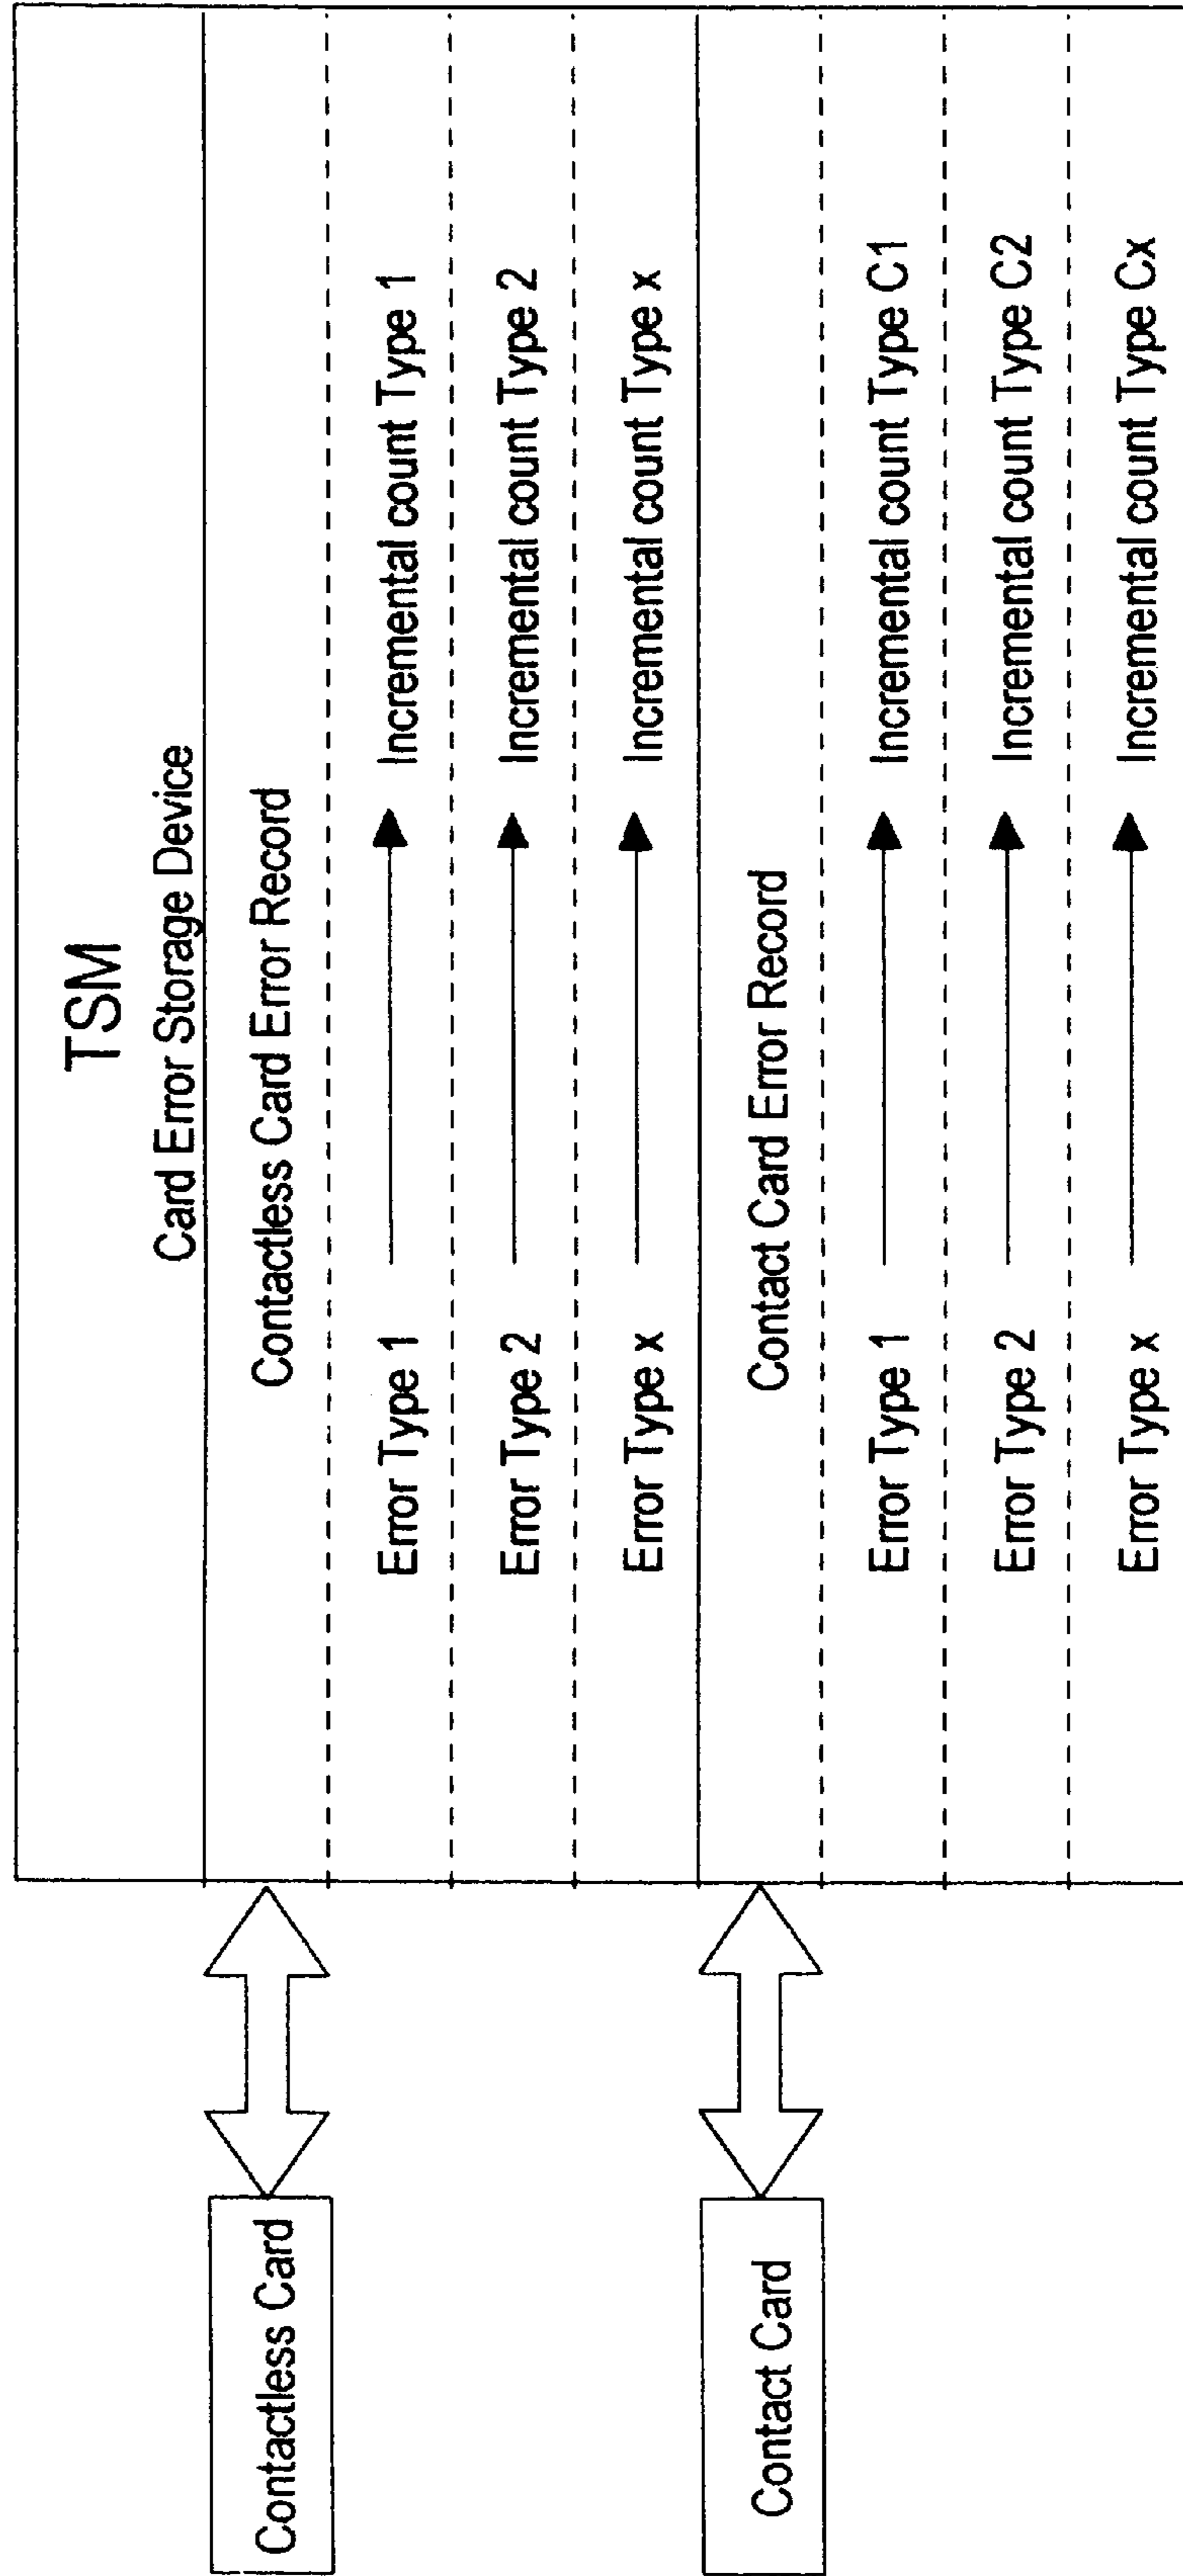 TSM
Card Error Storage Device
Contactless Card
Contactless Card Error Record
Error Type 1 Incremental count Type 1
Error Type 2 Incremental count Type 2
Error Type x Incremental count Type x
Contact Card
Contact Card Error Record
Error Type 1 Incremental count Type C1
Error Type 2 Incremental count Type C2
Error Type x Incremental count Type Cx